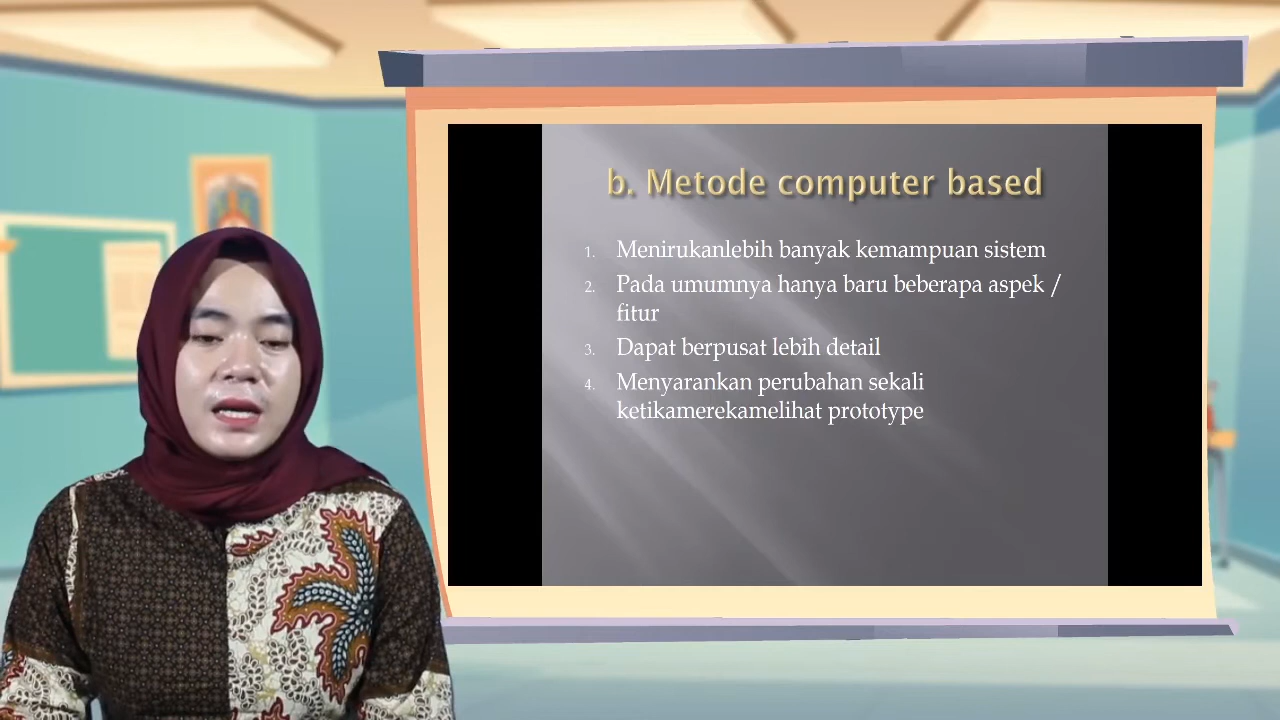 b. Metode computer based
1. Menirukanlebih banyak kemampuan sistem
2. Pada umumnya hanya baru beberapa aspek /
fitur
3. Dapat berpusat lebih detail
4. Menyarankan perubahan sekali
ketikamerekamelihat prototype